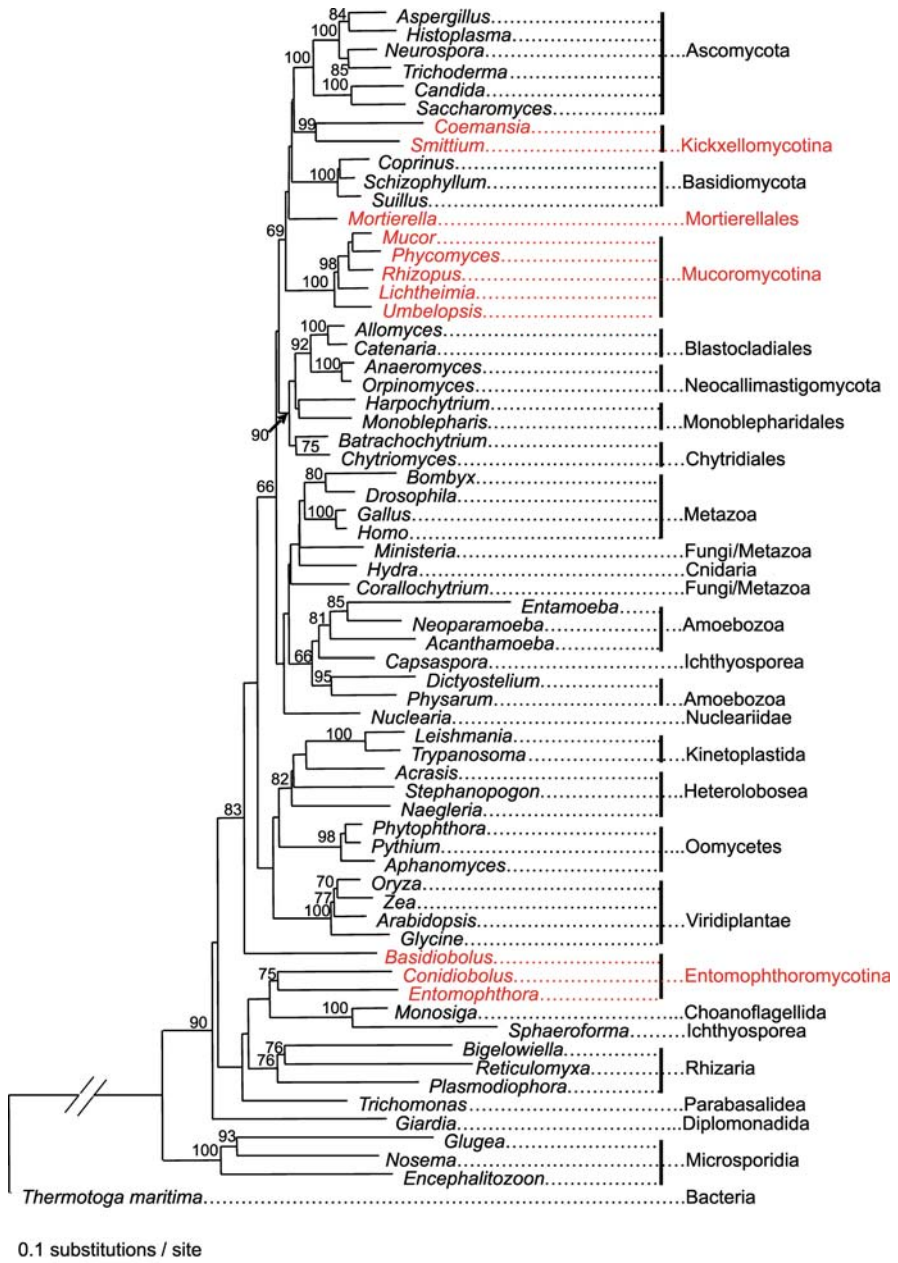 84 Aspergillus
100 Histoplasma
100 Neurospora Ascomycota
85 Trichoderma
100 Candida
Saccharomyces
99 Coemansia
Smittium Kickxellomycotina
Coprinus
100 Schizophyllum Basidiomycota
Suillus
Mortierella Mortierellales
69 Mucor
Phycomyces
98 Rhizopus Mucoromycotina
100 Lichtheimia
Umbelopsis
100 Allomyces
92 Catenaria Blastocladiales
100 Anaeromyces
Orpinomyces Neocallimastigomycota
Harpochytrium
Monoblepharis Monoblepharidales
90 Batrachochytrium
75 Chytriomyces Chytridiales
80 Bombyx
66 Drosophila
100 Gallus Metazoa
Homo
Ministeria Fungi/Metazoa
Hydra Cnidaria
Corallochytrium Fungi/Metazoa
85 Entamoeba
81 Neoparamoeba Amoebozoa
Acanthamoeba
66 Capsaspora Ichthyosporea
95 Dictyostelium
Physarum Amoebozoa
Nuclearia Nucleariidae
100 Leishmania
Trypanosoma Kinetoplastida
Acrasis
82 Stephanopogon Heterolobosea
Naegleria
83 Phytophthora
98 Pythium Oomycetes
Aphanomyces
70 Oryza
77 Zea
100 Arabidopsis Viridiplantae
Glycine
Basidiobolus
75 Conidiobolus Entomophthoromycotina
Entomophthora
100 Monosiga Choanoflagellida
90 Sphaeroforma Ichthyosporea
76 Bigelowiella
76 Reticulomyxa Rhizaria
Plasmodiophora
Trichomonas Parabasalidea
Giardia Diplomonadida
93 Glugea
100 Nosema Microsporidia
Encephalitozoon
Thermotoga maritima Bacteria
0.1 substitutions / site